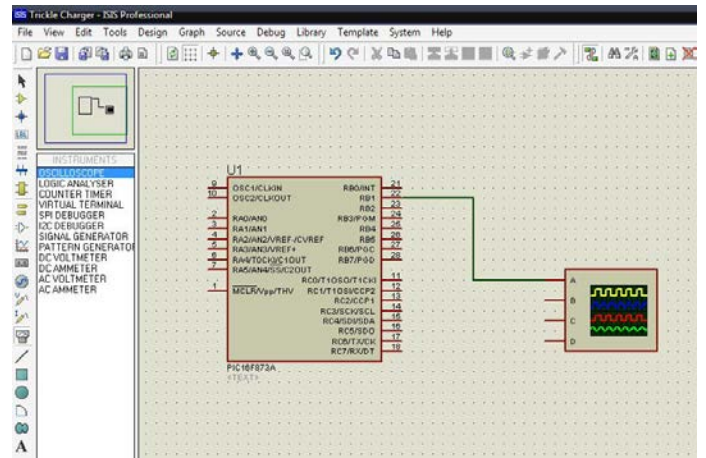 ISIS Trickle Charger - ISIS Professional
File View Edit Tools Design Graph Source Debug Library Template System Help
LBL
INSTRUMENTS
OSCILLOSCOPE
LOGIC ANALYSER
COUNTER TIMER
VIRTUAL TERMINAL
SPI DEBUGGER
I2C DEBUGGER
SIGNAL GENERATOR
PATTERN GENERATOR
DC VOLTMETER
DC AMMETER
AC VOLTMETER
AC AMMETER
A
U1
9 OSC1/CLKIN RB0/INT 21
10 OSC2/CLKOUT RB1 22
RB2 23
2 RA0/AN0 RB3/PGM 24
3 RA1/AN1 RB4 25
4 RA2/AN2/VREF-/CVREF RB5 26
5 RA3/AN3/VREF+ RB6/PGC 27
6 RA4/T0CKI/C1OUT RB7/PGD 28
7 RA5/AN4/SS/C2OUT
RC0/T1OSO/T1CKI 11
1 MCLR/Vpp/THV RC1/T1OSI/CCP2 12
RC2/CCP1 13
RC3/SCK/SCL 14
RC4/SDI/SDA 15
RC5/SDO 16
RC6/TX/CK 17
RC7/RX/DT 18
PIC16F873A
<TEXT>
A
B
C
D